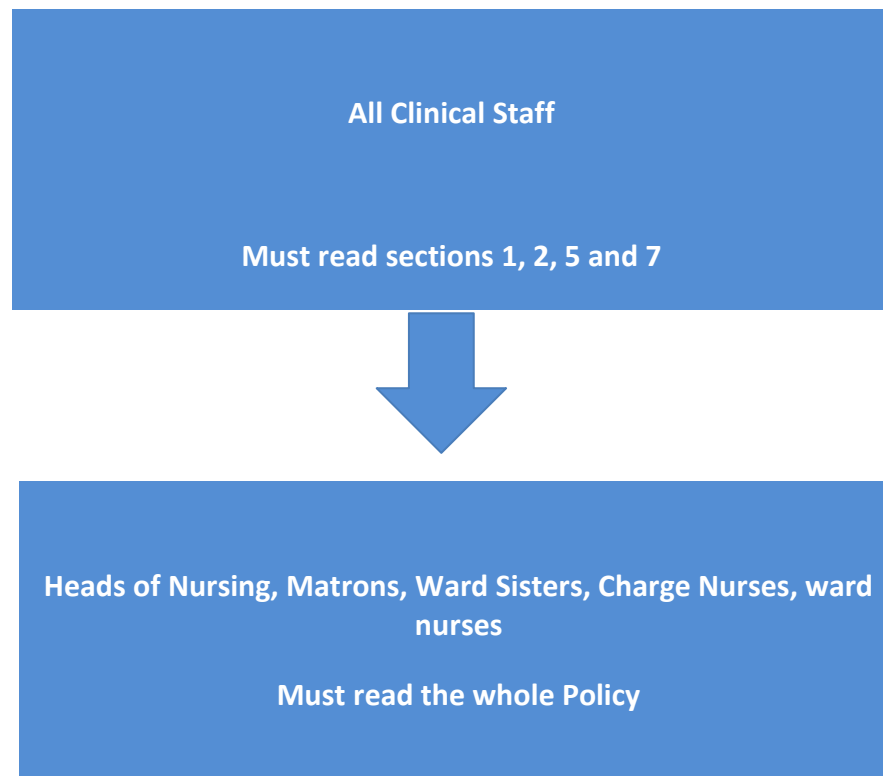 All Clinical Staff
Must read sections 1, 2, 5 and 7
Heads of Nursing, Matrons, Ward Sisters, Charge Nurses, ward
nurses
Must read the whole Policy